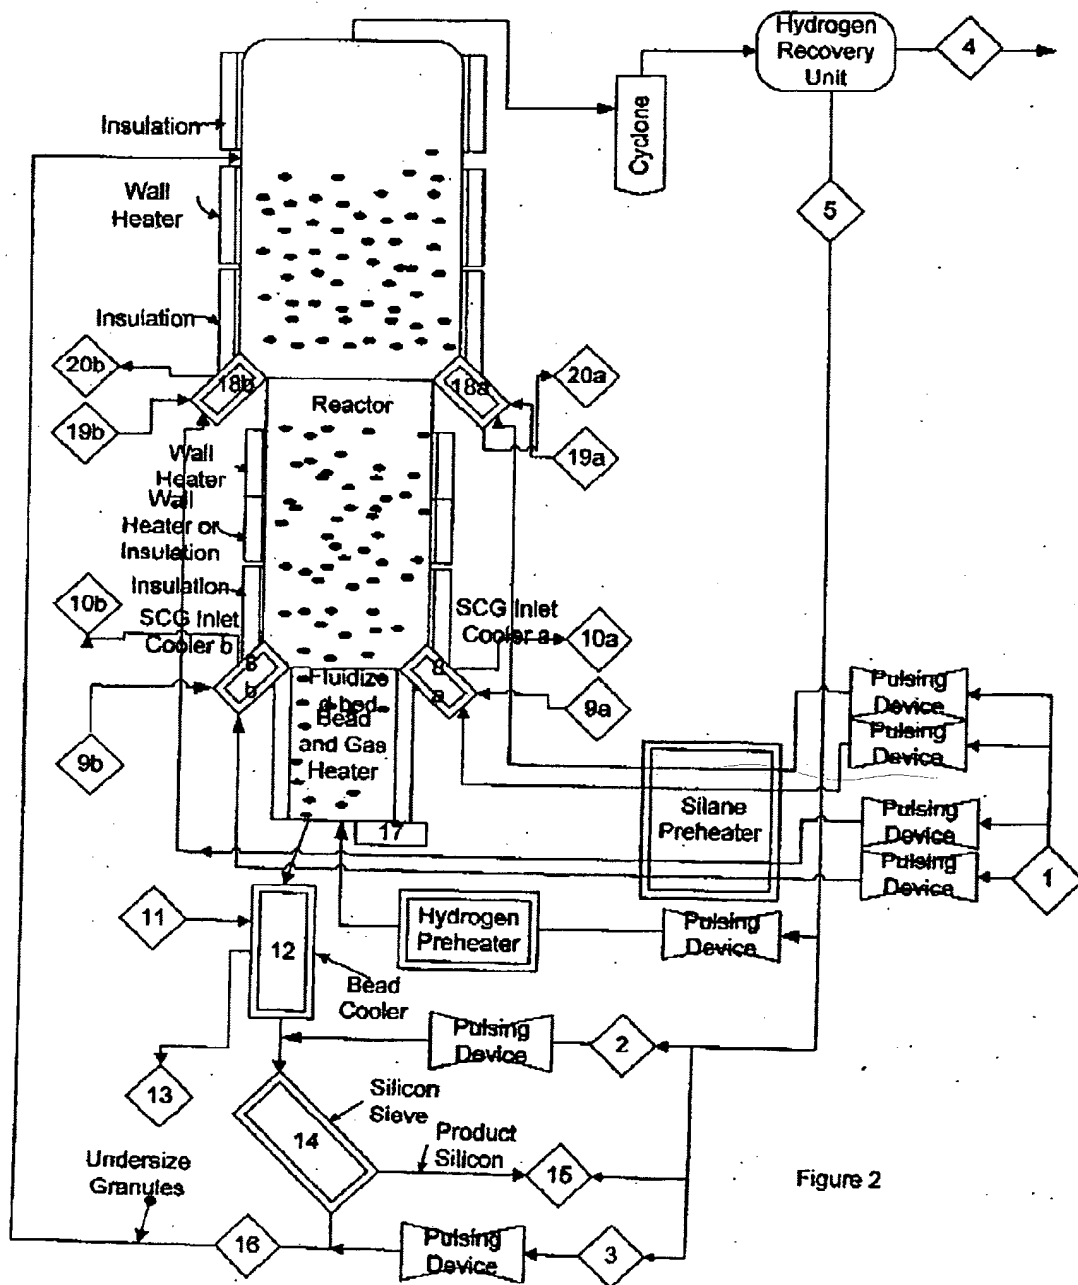 Hydrogen
Recovery
Unit
4
Cyclone
Insulation
Wall
Heater
5
Insulation
20b
18b
18a
20a
Reactor
19b
19a
Wall
Heater
Wall
Heater or
Insulation
Insulation
10b
SCG Inlet
Cooler b
SCG Inlet
Cooler a
10a
8
b
8
a
Fluidize
d bed
Bead
and Gas
Heater
9a
9b
Pulsing
Device
Pulsing
Device
Silane
Preheater
Pulsing
Device
Pulsing
Device
1
17
11
12
Hydrogen
Preheater
Pulsing
Device
Bead
Cooler
Pulsing
Device
2
13
Silicon
Sieve
14
Product
Silicon
15
Undersize
Granules
Figure 2
16
Pulsing
Device
3